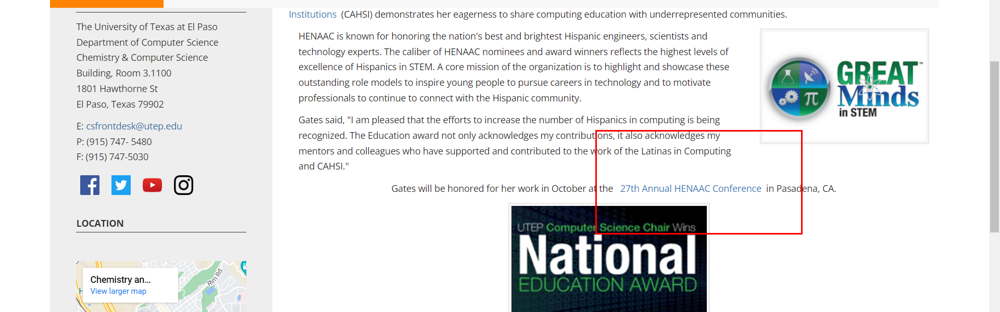 Institutions (CAHSI) demonstrates her eagerness to share computing education with underrepresented communities.
The University of Texas at El Paso
Department of Computer Science
Chemistry & Computer Science
Building, Room 3.1100
1801 Hawthorne St
El Paso, Texas 79902
E: csfrontdesk@utep.edu
P: (915) 747- 5480
F: (915) 747-5030
LOCATION
Chemistry an...
View larger map
Rim Rd
H
HENAAC is known for honoring the nation's best and brightest Hispanic engineers, scientists and
technology experts. The caliber of HENAAC nominees and award winners reflects the highest levels of
excellence of Hispanics in STEM. A core mission of the organization is to highlight and showcase these
outstanding role models to inspire young people to pursue careers in technology and to motivate
professionals to continue to connect with the Hispanic community.
π
GREAT™
Minds
in STEM
Gates said, "I am pleased that the efforts to increase the number of Hispanics in computing is being
recognized. The Education award not only acknowledges my contributions, it also acknowledges my
mentors and colleagues who have supported and contributed to the work of the Latinas in Computing
and CAHSI."
Gates will be honored for her work in October at the 27th Annual HENAAC Conference in Pasadena, CA.
UTEP Computer Science Chair Wins
National
EDUCATION AWARD